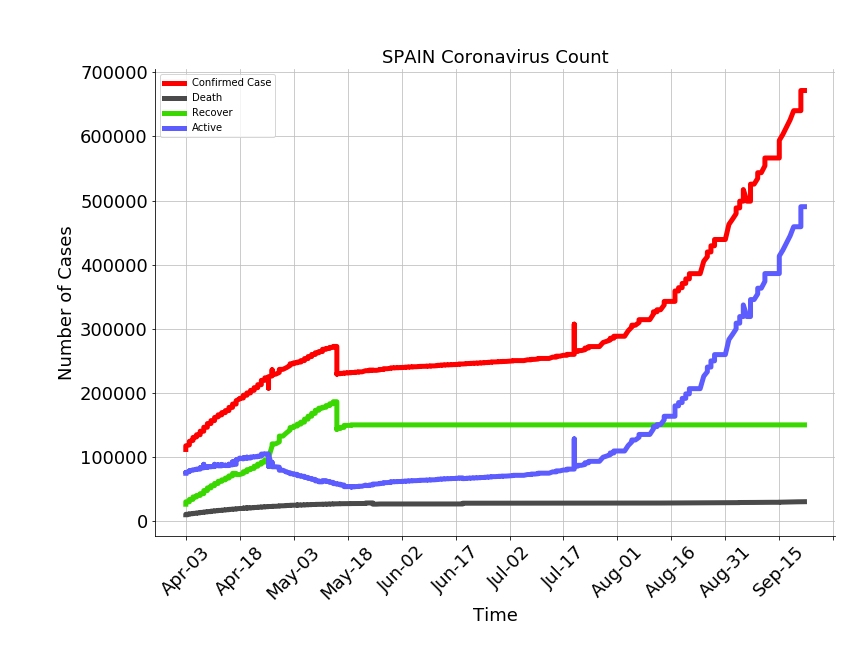 SPAIN Coronavirus Count
700000
600000
500000
400000
300000
200000
100000
0
Number of Cases
Confirmed Case
Death
Recover
Active
Apr-03
Apr-18
May-03
May-18
Jun-02
Jun-17
Jul-02
Jul-17
Aug-01
Aug-16
Aug-31
Sep-15
Time